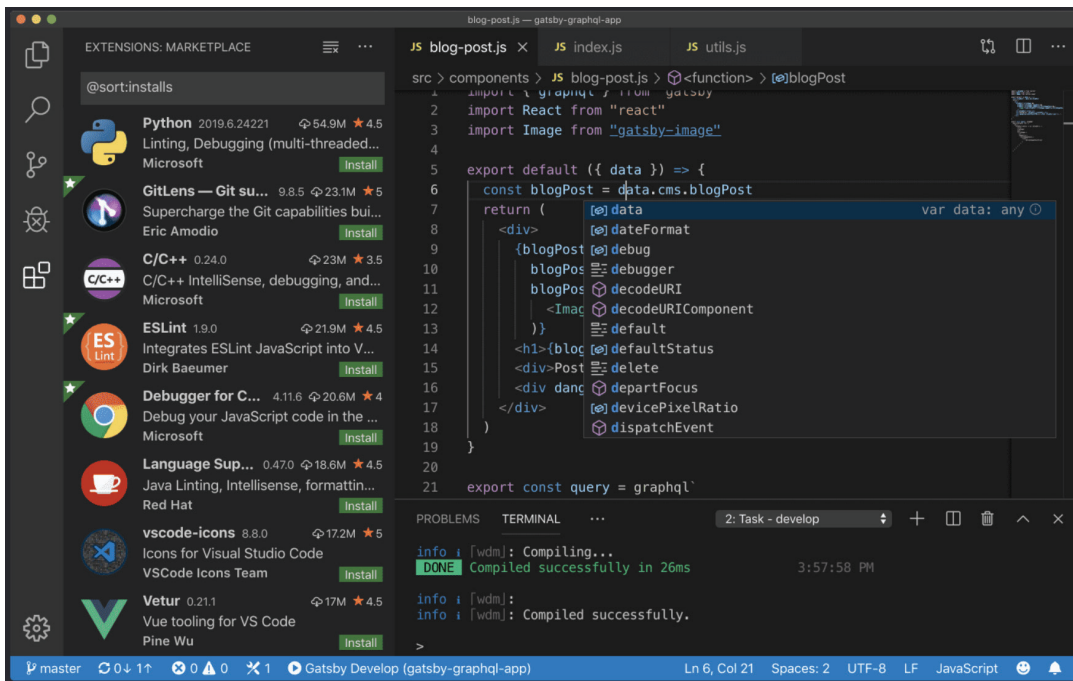 blog-post.js — gatsby-graphql-app
EXTENSIONS: MARKETPLACE
@sort:installs
Python 2019.6.24221 54.9M ★ 4.5
Linting, Debugging (multi-threaded...
Microsoft Install
GitLens — Git su... 9.8.5 23.1M ★ 5
Supercharge the Git capabilities bui...
Eric Amodio Install
C/C++
C/C++ 0.24.0 23M ★ 3.5
C/C++ IntelliSense, debugging, and...
Microsoft Install
ES
Lint
ESLint 1.9.0 21.9M ★ 4.5
Integrates ESLint JavaScript into V...
Dirk Baeumer Install
Debugger for C... 4.11.6 20.6M ★ 4
Debug your JavaScript code in the ...
Microsoft Install
Language Sup... 0.47.0 18.6M ★ 4.5
Java Linting, Intellisense, formattin...
Red Hat Install
vscode-icons 8.8.0 17.2M ★ 5
Icons for Visual Studio Code
VSCode Icons Team Install
Vetur 0.21.1 17M ★ 4.5
Vue tooling for VS Code
Pine Wu Install
JS blog-post.js × JS index.js JS utils.js
src > components > JS blog-post.js > <function> > blogPost
1 import { graphql } from "gatsby"
2 import React from "react"
3 import Image from "gatsby-image"
4
5 export default ({ data }) => {
6 const blogPost = data.cms.blogPost
7 return (
8 <div>
9 {blogPost
10 blogPos
11 blogPos
12 <Imag
13 )}
14 <h1>{blog
15 <div>Post
16 <div dang
17 </div>
18 )
19 }
20
21 export const query = graphql`
data var data: any
dateFormat
debug
debugger
decodeURI
decodeURIComponent
default
defaultStatus
delete
departFocus
devicePixelRatio
dispatchEvent
PROBLEMS TERMINAL ··· 2: Task - develop
info i ｢wdm｣: Compiling...
DONE Compiled successfully in 26ms 3:57:58 PM
info i ｢wdm｣:
info i ｢wdm｣: Compiled successfully.
>
master 0↓ 1↑ 0 0 1 Gatsby Develop (gatsby-graphql-app) Ln 6, Col 21 Spaces: 2 UTF-8 LF JavaScript